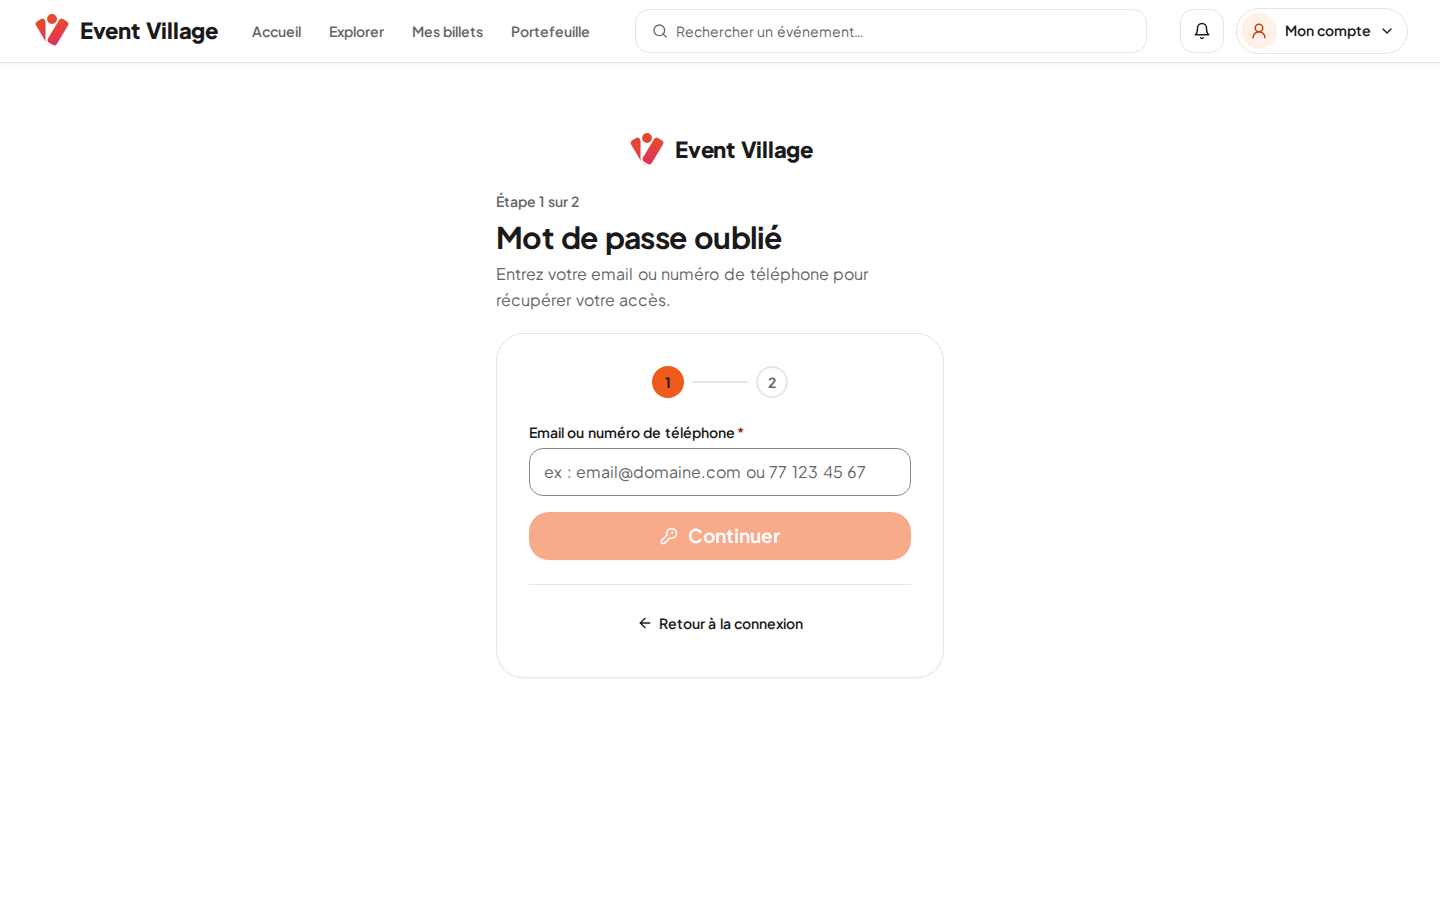 Event Village
Accueil
Explorer
Mes billets
Portefeuille
Rechercher un événement...
Mon compte
Event Village
Étape 1 sur 2
Mot de passe oublié
Entrez votre email ou numéro de téléphone pour
récupérer votre accès.
1
2
Email ou numéro de téléphone *
ex : email@domaine.com ou 77 123 45 67
Continuer
Retour à la connexion